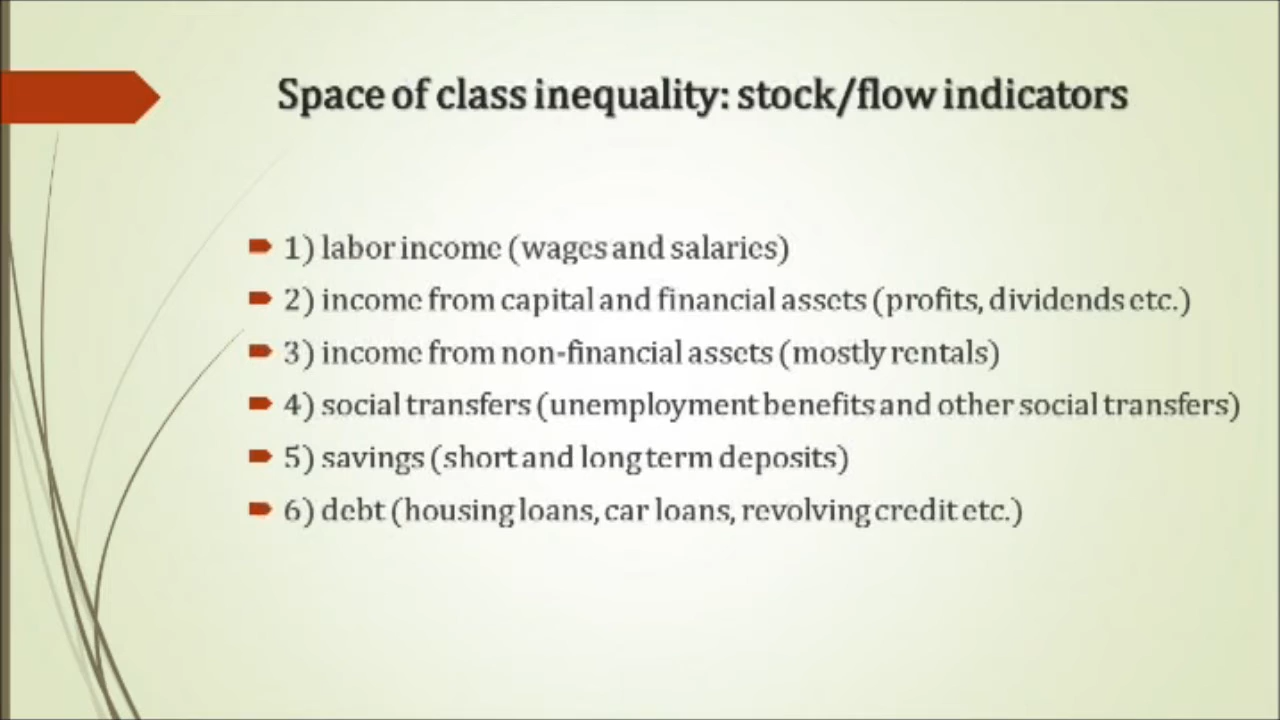 Space of class inequality: stock/flow indicators
1) labor income (wages and salaries)
2) income from capital and financial assets (profits, dividends etc.)
3) income from non-financial assets (mostly rentals)
4) social transfers (unemployment benefits and other social transfers)
5) savings (short and long term deposits)
6) debt (housing loans, car loans, revolving credit etc.)